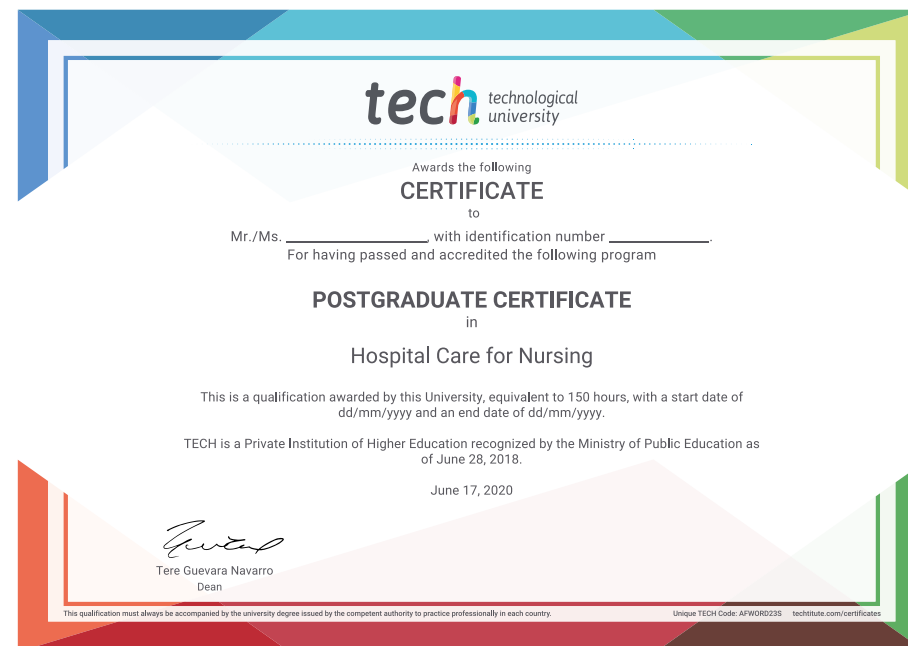 tech technological
university
Awards the following
CERTIFICATE
to
Mr./Ms. ____________________, with identification number ______________.
For having passed and accredited the following program
POSTGRADUATE CERTIFICATE
in
Hospital Care for Nursing
This is a qualification awarded by this University, equivalent to 150 hours, with a start date of
dd/mm/yyyy and an end date of dd/mm/yyyy.
TECH is a Private Institution of Higher Education recognized by the Ministry of Public Education as
of June 28, 2018.
June 17, 2020
Tere Guevara Navarro
Dean
This qualification must always be accompanied by the university degree issued by the competent authority to practice professionally in each country.
Unique TECH Code: AFWORD23S techtitute.com/certificates